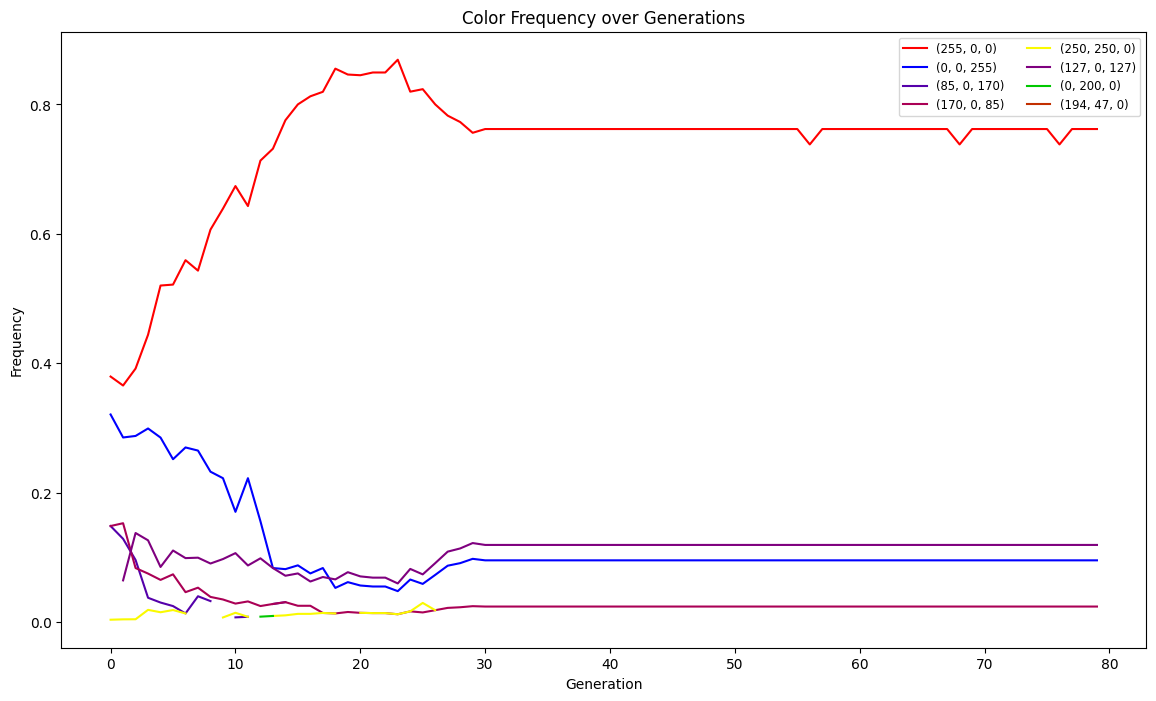 Color Frequency over Generations
(255, 0, 0)
(0, 0, 255)
(85, 0, 170)
(170, 0, 85)
(250, 250, 0)
(127, 0, 127)
(0, 200, 0)
(194, 47, 0)
Frequency
0.8
0.6
0.4
0.2
0.0
0 10 20 30 40 50 60 70 80
Generation